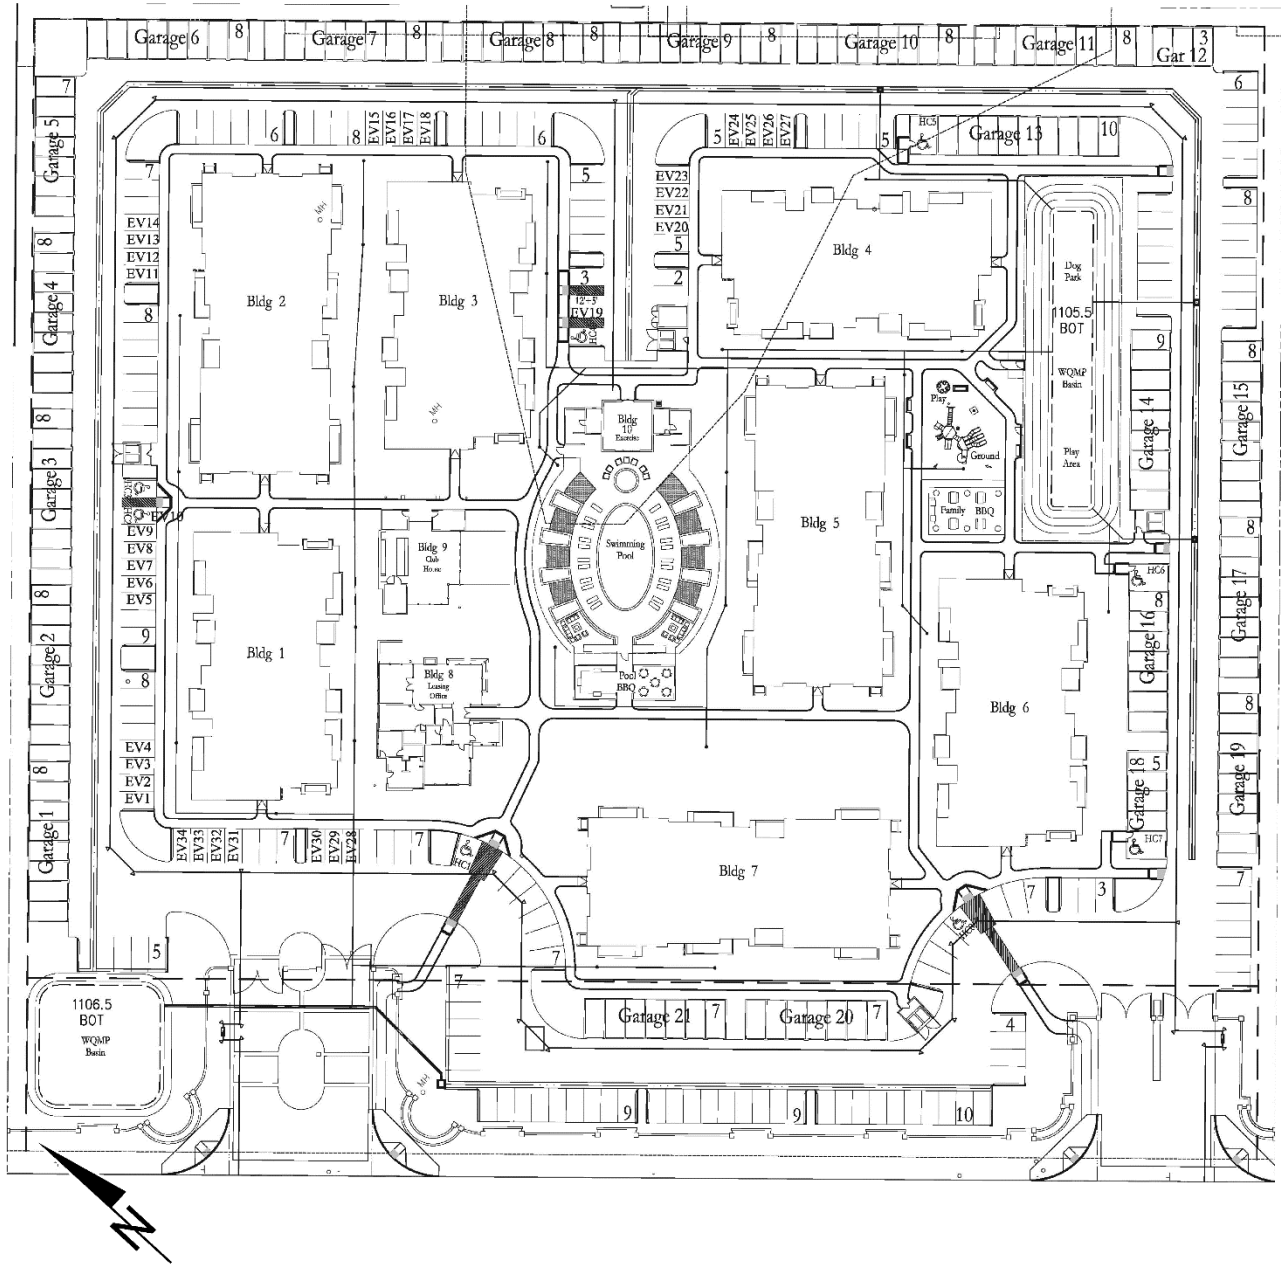 Garage 6
8
Garage 7
8
Garage 8
8
Garage 9
8
Garage 10
8
Garage 11
8
3
Gar 12
7
Garage 5
8
Garage 4
8
Garage 3
8
Garage 2
8
Garage 1
6
8
EV15
EV16
EV17
EV18
6
5
EV24
EV25
EV26
EV27
5
HC5
Garage 13
10
6
7
EV14
EV13
EV12
EV11
8
5
3
12'-5'
EV19
EV23
EV22
EV21
EV20
5
2
8
MH
Bldg 2
Bldg 3
MH
Bldg 4
Dog
Park
1105.5
BOT
WQMP
Basin
Play
Area
9
Garage 14
8
Garage 15
Bldg
10
Exercise
Play
Ground
Family
BBQ
EV10
EV9
EV8
EV7
EV6
EV5
9
8
EV4
EV3
EV2
EV1
Bldg 9
Club
House
Swimming
Pool
Bldg 5
HC6
8
Garage 16
8
Garage 17
Bldg 1
Bldg 8
Leasing
Office
Pool
BBQ
Bldg 6
8
Garage 19
5
Garage 18
HC7
EV34
EV33
EV32
EV31
7
EV30
EV29
EV28
7
HC1
Bldg 7
7
3
7
5
7
7
1106.5
BOT
WQMP
Basin
Garage 21
7
Garage 20
7
4
MH
9
9
10
N